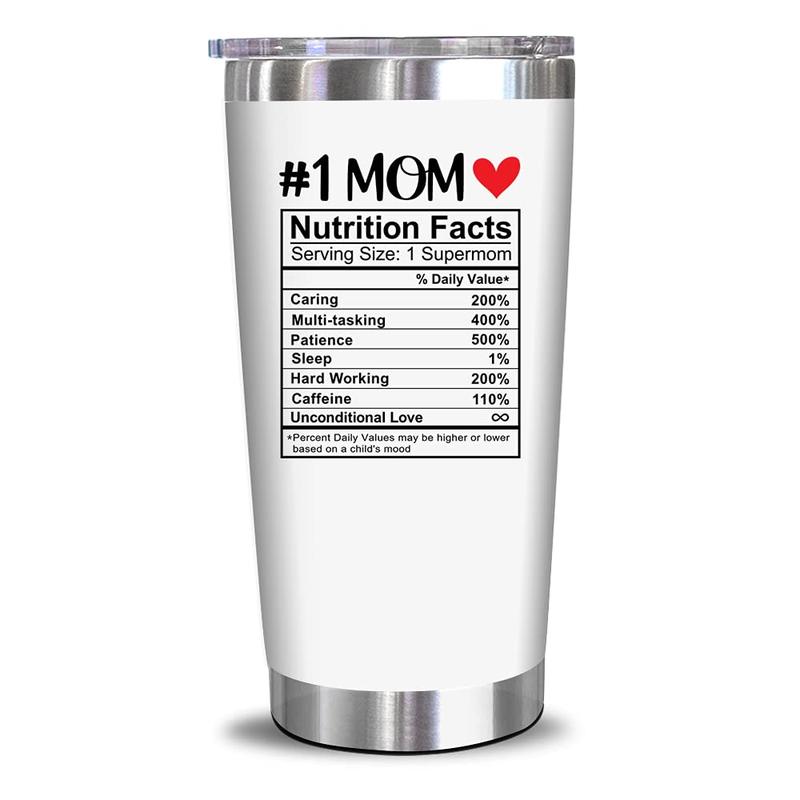 #1 MOM
Nutrition Facts
Serving Size: 1 Supermom
% Daily Value*
Caring 200%
Multi-tasking 400%
Patience 500%
Sleep 1%
Hard Working 200%
Caffeine 110%
Unconditional Love ∞
*Percent Daily Values may be higher or lower
based on a child's mood